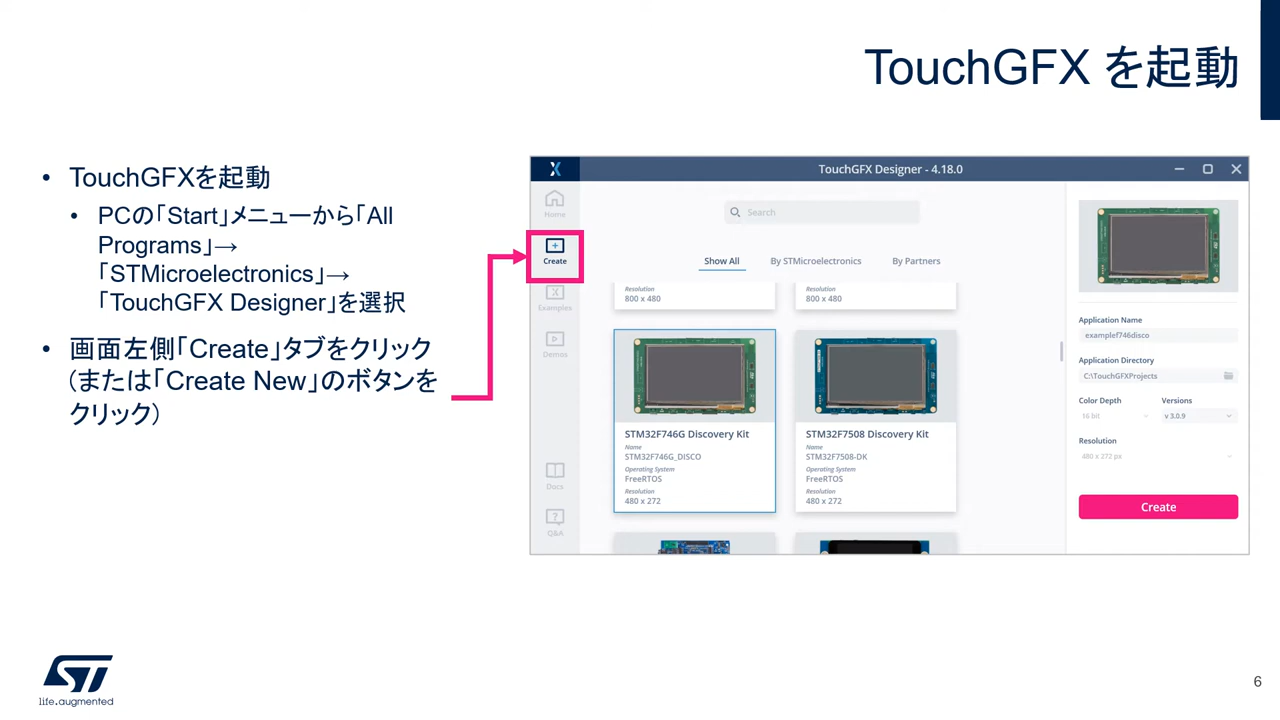 TouchGFX を起動
• TouchGFXを起動
• PCの「Start」メニューから「All
Programs」→
「STMicroelectronics」→
「TouchGFX Designer」を選択
• 画面左側「Create」タブをクリック
(または「Create New」のボタンを
クリック)
TouchGFX Designer - 4.18.0
Home
Create
Examples
Demos
Docs
Q&A
Search
Show All
By STMicroelectronics
By Partners
Resolution
800 x 480
Resolution
800 x 480
STM32F746G Discovery Kit
Name
STM32F746G_DISCO
Operating System
FreeRTOS
Resolution
480 x 272
STM32F7508 Discovery Kit
Name
STM32F7508-DK
Operating System
FreeRTOS
Resolution
480 x 272
Application Name
examplef746disco
Application Directory
C:\TouchGFXProjects
Color Depth
Versions
16 bit
v 3.0.9
Resolution
480 x 272 px
Create
ST
life.augmented
6